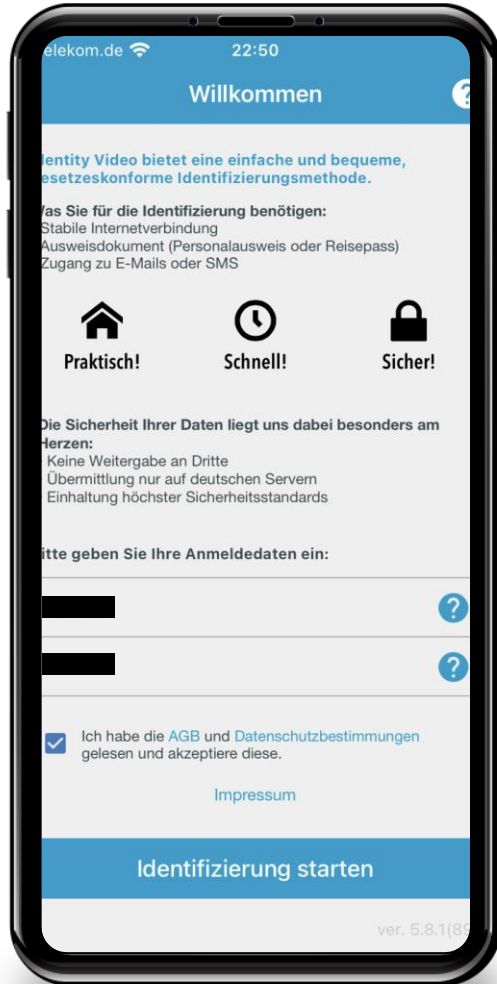 elekom.de 22:50
Willkommen ?
dentity Video bietet eine einfache und bequeme,
esetzeskonforme Identifizierungsmethode.
Was Sie für die Identifizierung benötigen:
Stabile Internetverbindung
Ausweisdokument (Personalausweis oder Reisepass)
Zugang zu E-Mails oder SMS
Praktisch! Schnell! Sicher!
Die Sicherheit Ihrer Daten liegt uns dabei besonders am
Herzen:
Keine Weitergabe an Dritte
Übermittlung nur auf deutschen Servern
Einhaltung höchster Sicherheitsstandards
itte geben Sie Ihre Anmeldedaten ein:
?
?
Ich habe die AGB und Datenschutzbestimmungen
gelesen und akzeptiere diese.
Impressum
Identifizierung starten
ver. 5.8.1(89